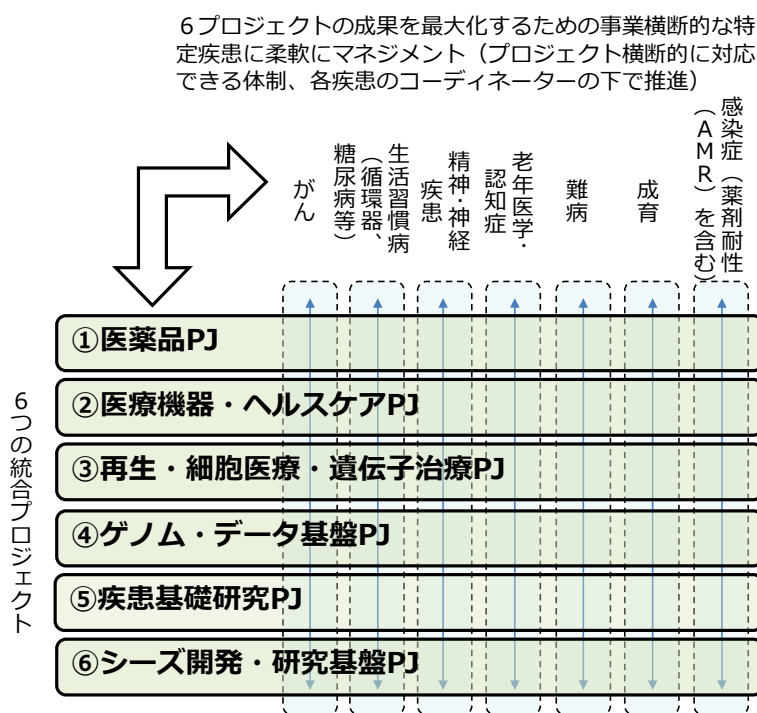 ６プロジェクトの成果を最大化するための事業横断的な特
定疾患に柔軟にマネジメント（プロジェクト横断的に対応
できる体制、各疾患のコーディネーターの下で推進）
がん
生活習慣病
（循環器、
糖尿病等）
精神・神経
疾患
老年医学・
認知症
難病
成育
感染症（薬剤耐性
（ＡＭＲ）を含む）
6つの統合プロジェクト
①医薬品PJ
②医療機器・ヘルスケアPJ
③再生・細胞医療・遺伝子治療PJ
④ゲノム・データ基盤PJ
⑤疾患基礎研究PJ
⑥シーズ開発・研究基盤PJ